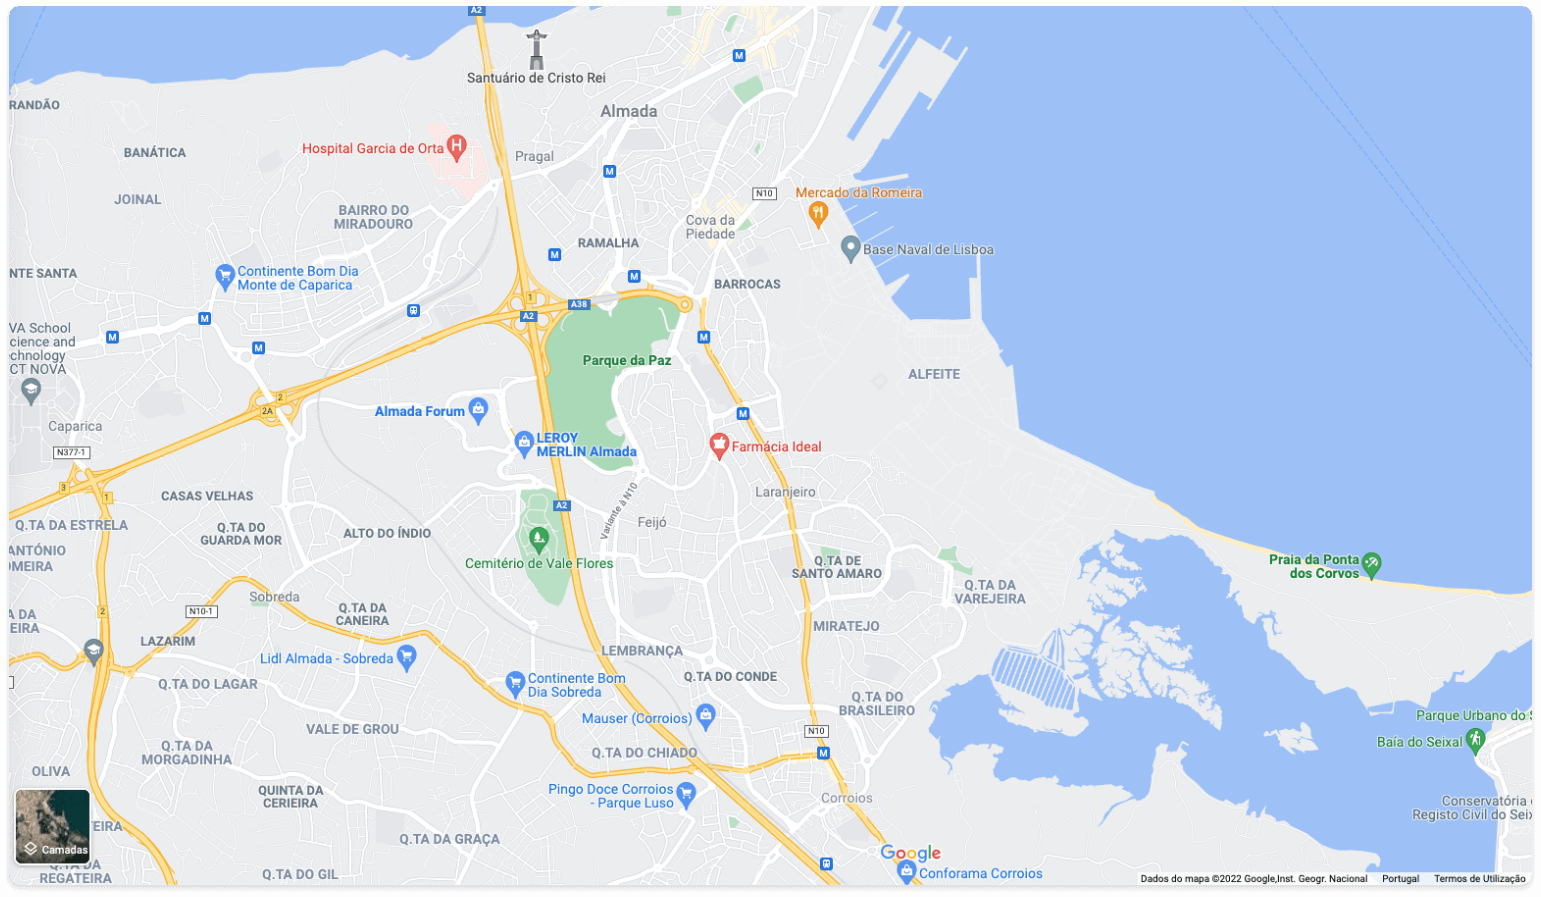 A2
Santuário de Cristo Rei
M
RANDÃO
Almada
BANÁTICA
Hospital Garcia de Orta
H
Pragal
M
JOINAL
N10
Mercado da Romeira
BAIRRO DO
MIRADOURO
Cova da
Piedade
RAMALHA
Base Naval de Lisboa
M
NTE SANTA
Continente Bom Dia
Monte de Caparica
M
BARROCAS
1
A38
A2
M
VA School
cience and
echnology
CT NOVA
M
M
M
Parque da Paz
ALFEITE
2
2A
Almada Forum
M
Caparica
LEROY
MERLIN Almada
Farmácia Ideal
N377-1
3
1
CASAS VELHAS
Laranjeiro
A2
Variante à N10
Q.TA DA ESTRELA
Q.TA DO
GUARDA MOR
ALTO DO ÍNDIO
Feijó
ANTÓNIO
OMEIRA
Cemitério de Vale Flores
Q.TA DE
SANTO AMARO
Praia da Ponta
dos Corvos
Q.TA DA
VAREJEIRA
Sobreda
N10-1
2
A DA
EIRA
Q.TA DA
CANEIRA
MIRATEJO
LAZARIM
Lidl Almada - Sobreda
LEMBRANÇA
Q.TA DO LAGAR
Continente Bom
Dia Sobreda
Q.TA DO CONDE
Q.TA DO
BRASILEIRO
Mauser (Corroios)
Parque Urbano do S
VALE DE GROU
N10
Baía do Seixal
Q.TA DA
MORGADINHA
Q.TA DO CHIADO
M
OLIVA
QUINTA DA
CERIEIRA
Pingo Doce Corroios
- Parque Luso
Corroios
Conservatória
Registo Civil do Seix
TEIRA
Camadas
Q.TA DA GRAÇA
Google
Q.TA DA
REGATEIRA
Q.TA DO GIL
Conforama Corroios
Dados do mapa ©2022 Google,Inst. Geogr. Nacional
Portugal
Termos de Utilização